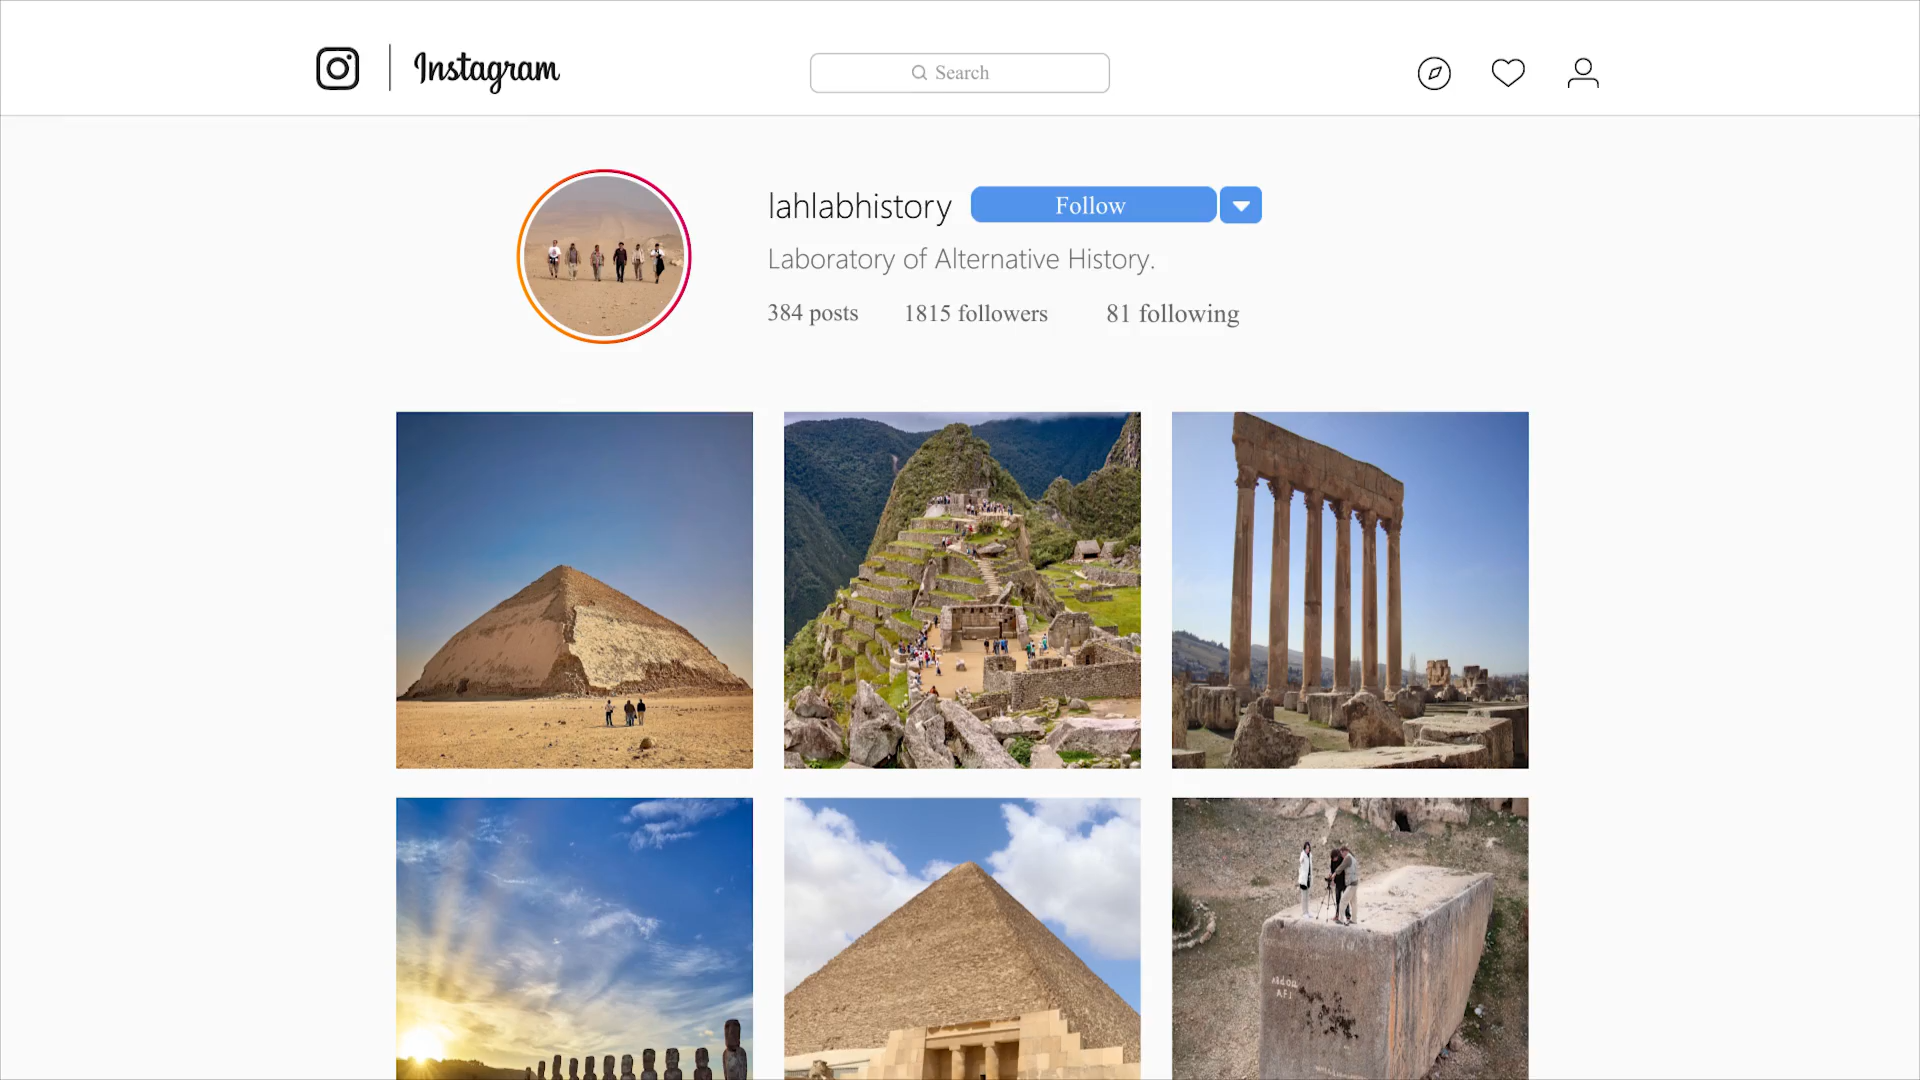 Instagram
Search
lahlabhistory
Follow
Laboratory of Alternative History.
384 posts
1815 followers
81 following